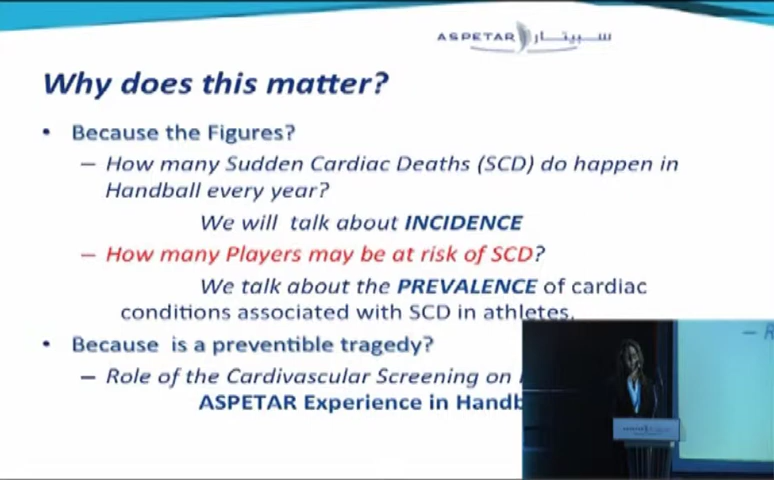 ASPETAR سبيتار
Why does this matter?
• Because the Figures?
– How many Sudden Cardiac Deaths (SCD) do happen in
Handball every year?
We will talk about INCIDENCE
– How many Players may be at risk of SCD?
We talk about the PREVALENCE of cardiac
conditions associated with SCD in athletes.
• Because is a preventible tragedy?
– Role of the Cardivascular Screening on
ASPETAR Experience in Handb